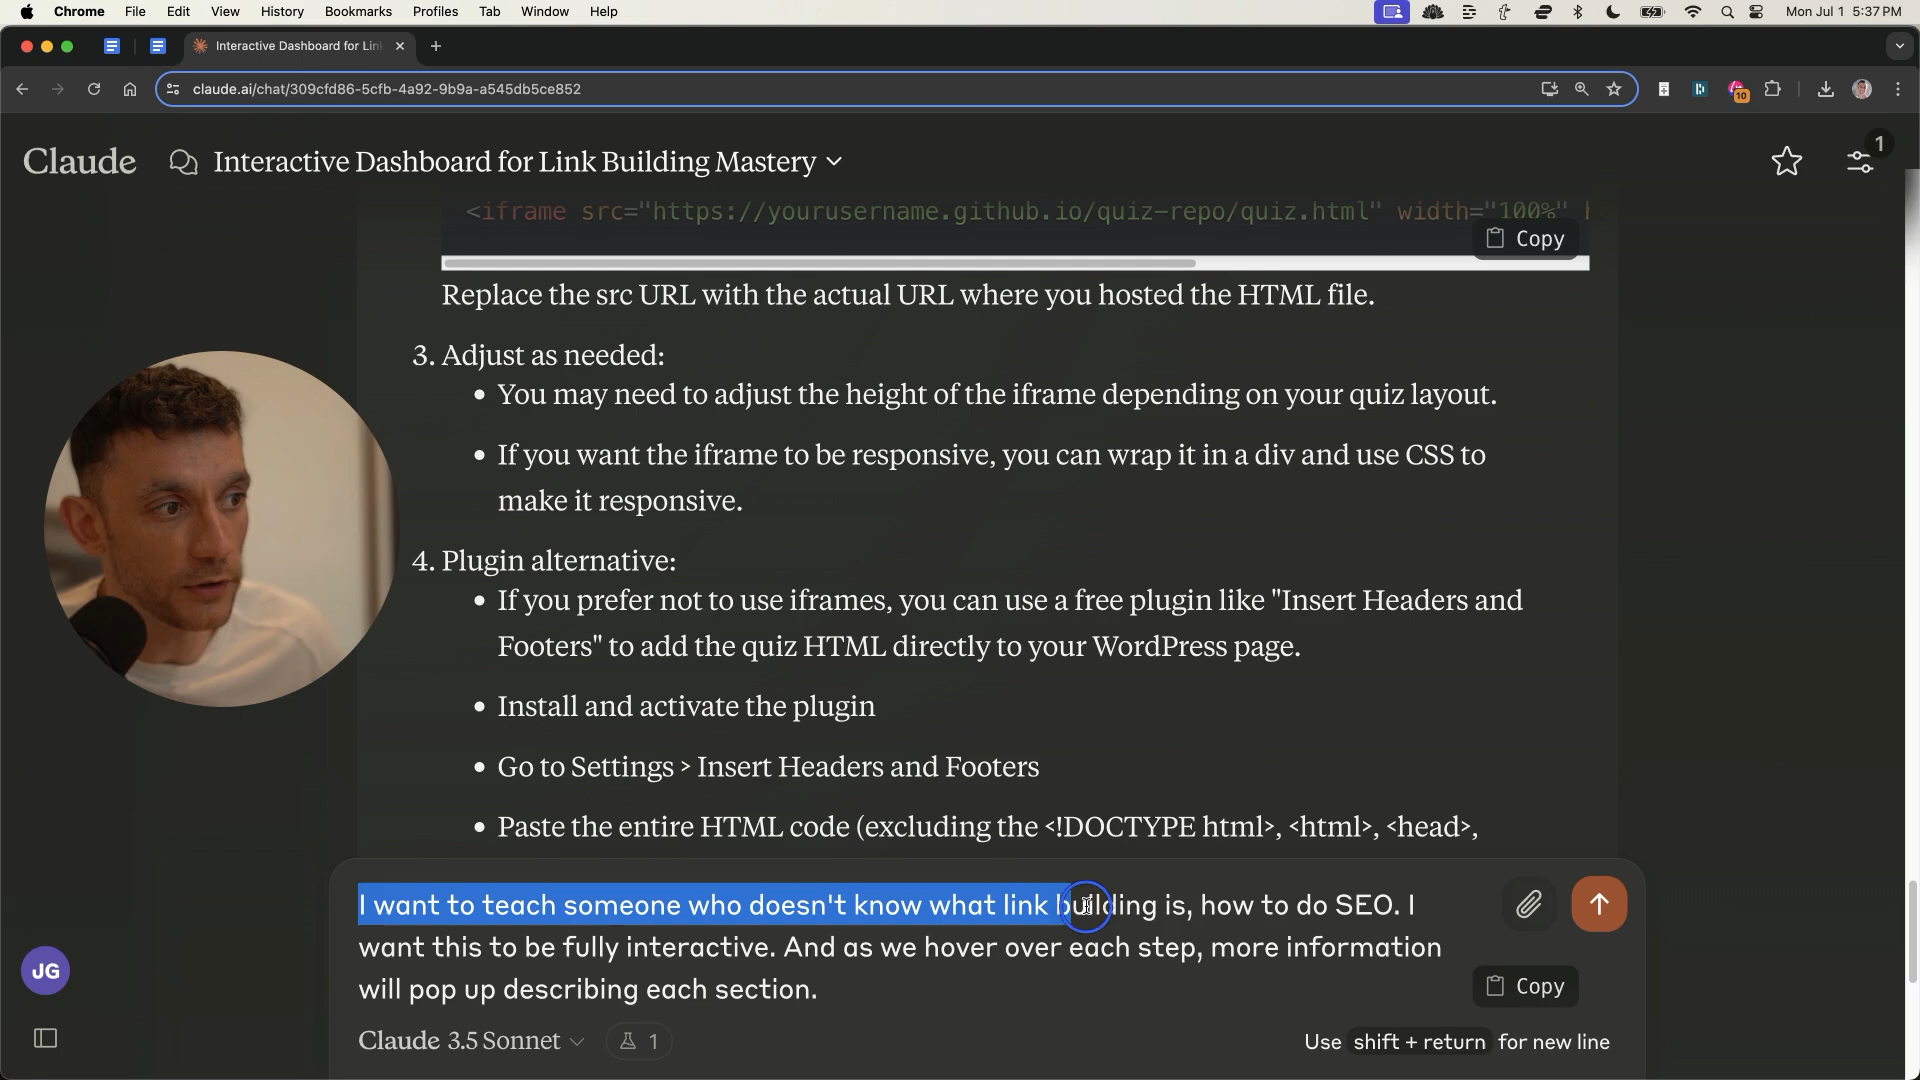 Chrome File Edit View History Bookmarks Profiles Tab Window Help Mon Jul 1 5:37 PM
Interactive Dashboard for Lin
claude.ai/chat/309cfd86-5cfb-4a92-9b9a-a545db5ce852
10
Claude Interactive Dashboard for Link Building Mastery 1
<iframe src="https://yourusername.github.io/quiz-repo/quiz.html" width="100%"
Copy
Replace the src URL with the actual URL where you hosted the HTML file.
3. Adjust as needed:
• You may need to adjust the height of the iframe depending on your quiz layout.
• If you want the iframe to be responsive, you can wrap it in a div and use CSS to
make it responsive.
4. Plugin alternative:
• If you prefer not to use iframes, you can use a free plugin like "Insert Headers and
Footers" to add the quiz HTML directly to your WordPress page.
• Install and activate the plugin
• Go to Settings > Insert Headers and Footers
• Paste the entire HTML code (excluding the <!DOCTYPE html>, <html>, <head>,
I want to teach someone who doesn't know what link building is, how to do SEO. I
want this to be fully interactive. And as we hover over each step, more information
will pop up describing each section.
Copy
JG
Claude 3.5 Sonnet 1
Use shift + return for new line